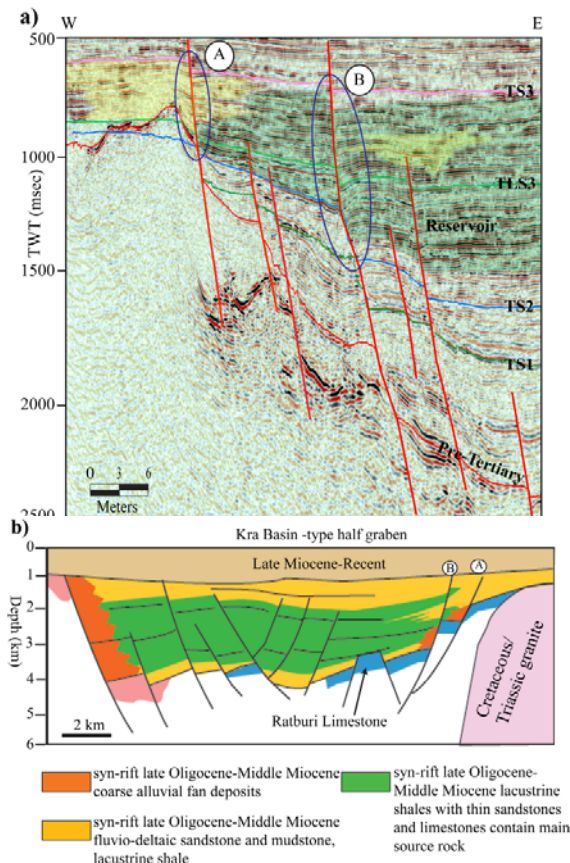 a)
W
E
500
A
B
TS3
1000
TLS3
TWT (msec)
Reservoir
1500
TS2
TS1
2000
Pre-Tertiary
0 3 6
Meters
2500
b)
Kra Basin -type half graben
0
Late Miocene-Recent
B
A
1
2
3
4
5
6
Depth (km)
Cretaceous/
Triassic granite
2 km
Ratburi Limestone
syn-rift late Oligocene-Middle Miocene
coarse alluvial fan deposits
syn-rift late Oligocene-Middle Miocene
fluvio-deltaic sandstone and mudstone,
lacustrine shale
syn-rift late Oligocene-
Middle Miocene lacustrine
shales with thin sandstones
and limestones contain main
source rock